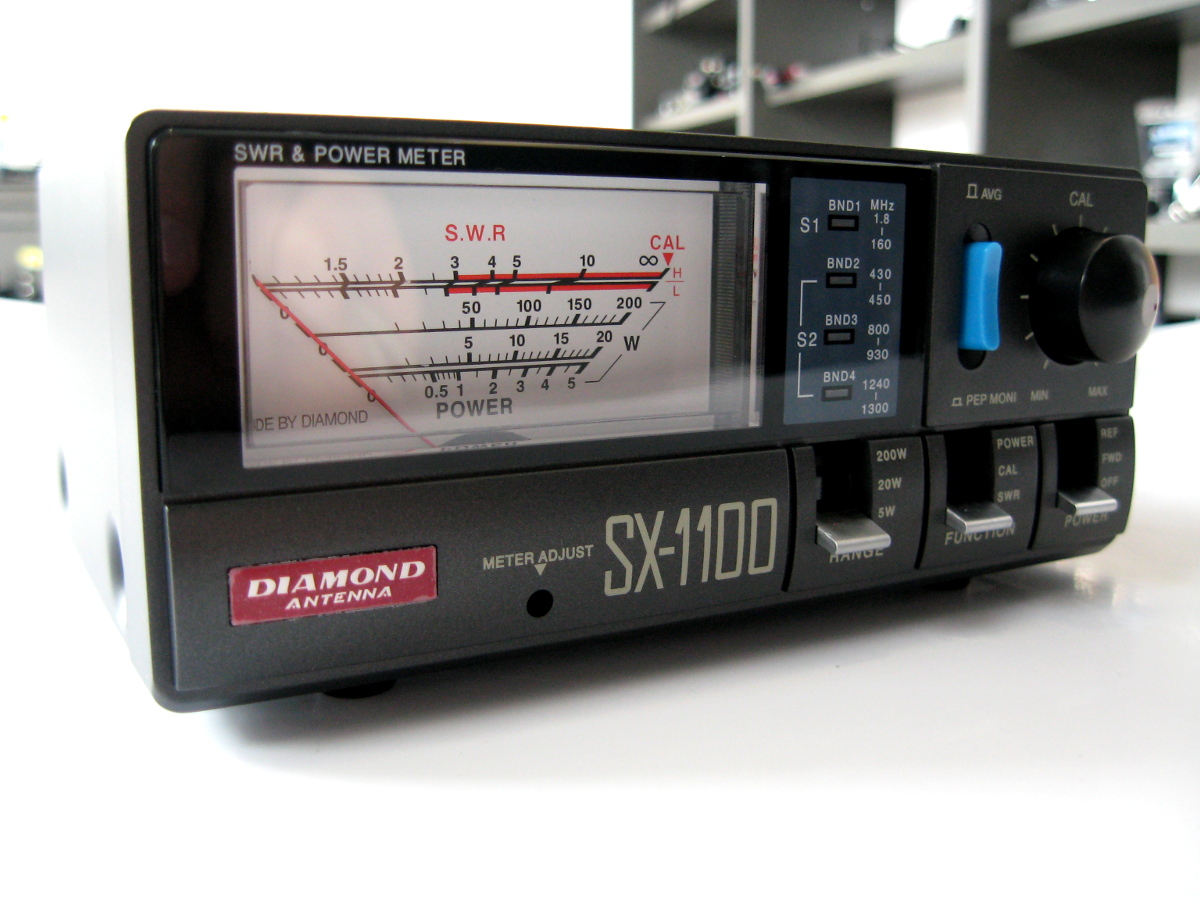 SWR & POWER METER
S.W.R
CAL
1.5 2 3 4 5 10 ∞
H
L
0 50 100 150 200
0 5 10 15 20
W
0 0.5 1 2 3 4 5
POWER
DE BY DIAMOND
S1
BND1
MHz
1.8
160
BND2
430
450
S2
BND3
800
930
BND4
1240
1300
AVG
CAL
PEP MONI
MIN
MAX
200W
20W
5W
RANGE
POWER
CAL
SWR
FUNCTION
REF
FWD
OFF
POWER
DIAMOND
ANTENNA
METER ADJUST
SX-1100